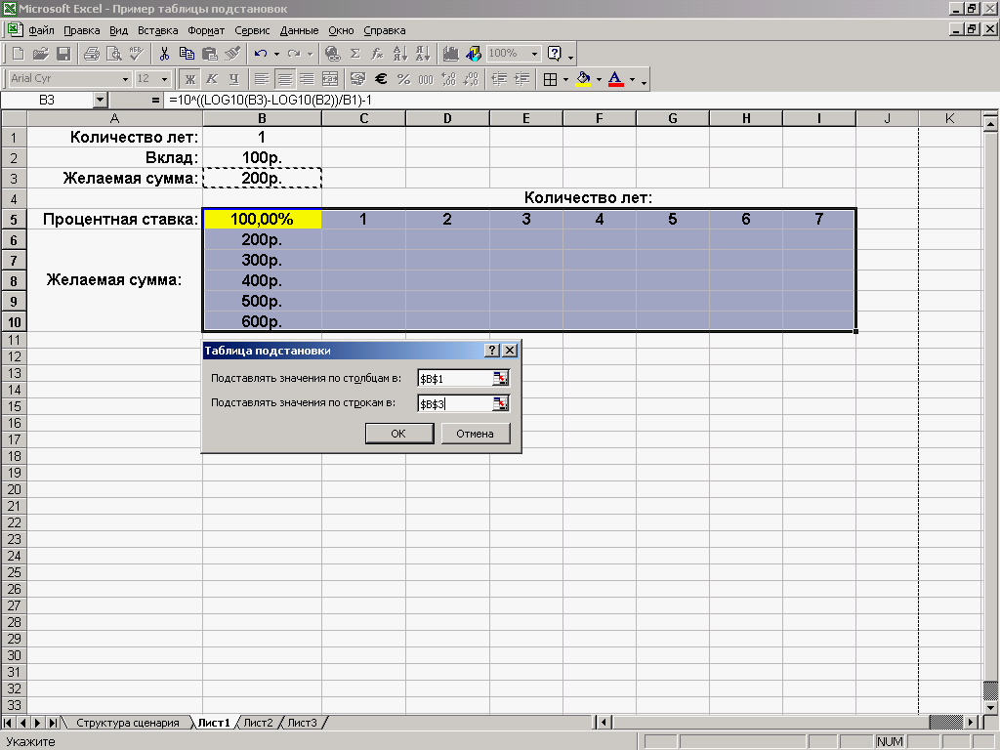 Microsoft Excel - Пример таблицы подстановок
Файл Правка Вид Вставка Формат Сервис Данные Окно Справка
100%
Arial Cyr 12 Ж К Ч € % 000
B3 = =10^((LOG10(B3)-LOG10(B2))/B1)-1
A B C D E F G H I J K
1 Количество лет: 1
2 Вклад: 100р.
3 Желаемая сумма: 200р.
4 Количество лет:
5 Процентная ставка: 100,00% 1 2 3 4 5 6 7
6 200р.
7 300р.
8 Желаемая сумма: 400р.
9 500р.
10 600р.
11
12
13
14
15
16
17
18
19
20
21
22
23
24
25
26
27
28
29
30
31
32
33
Таблица подстановки
Подставлять значения по столбцам в: $B$1
Подставлять значения по строкам в: $B$3
ОК Отмена
Структура сценария Лист1 Лист2 Лист3
Укажите NUM